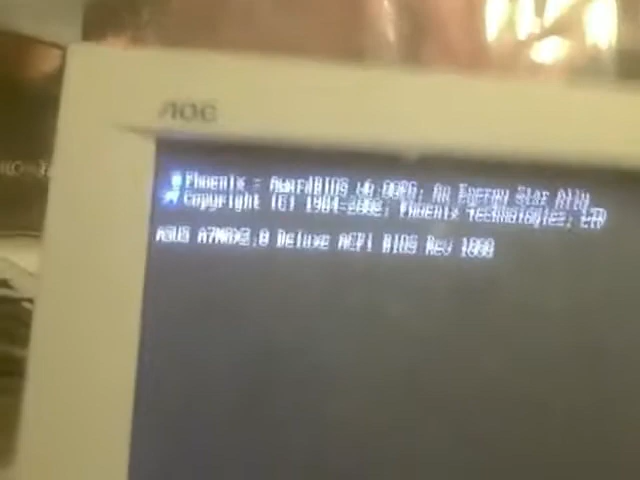 AOC
Phoenix - AwardBIOS v6.00PG, An Energy Star Ally
Copyright (C) 1984-2002, Phoenix Technologies, LTD
ASUS A7N8X2.0 Deluxe ACPI BIOS Rev